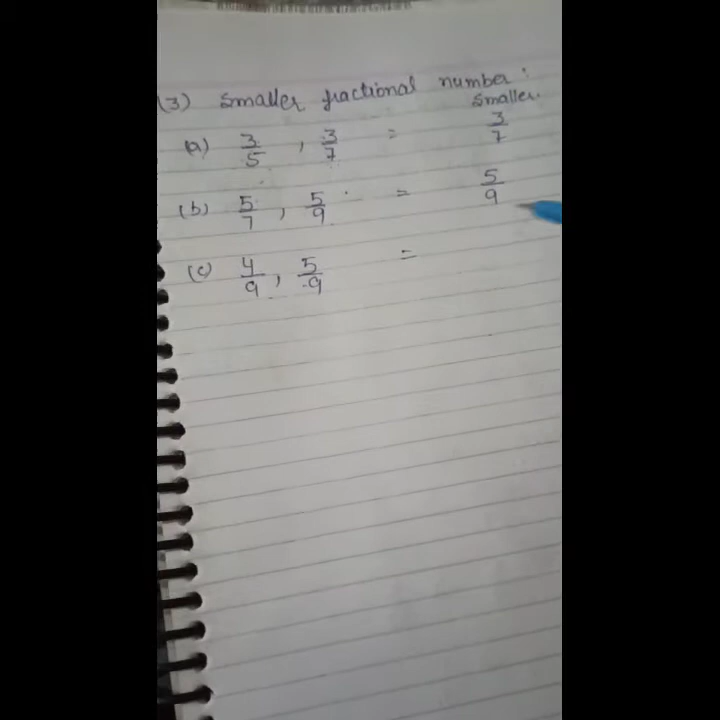 (3) Smaller fractional number :
Smaller.
(a) 3/5 , 3/7 = 3/7
(b) 5/7 , 5/9 = 5/9
(c) 4/9 , 5/9 =